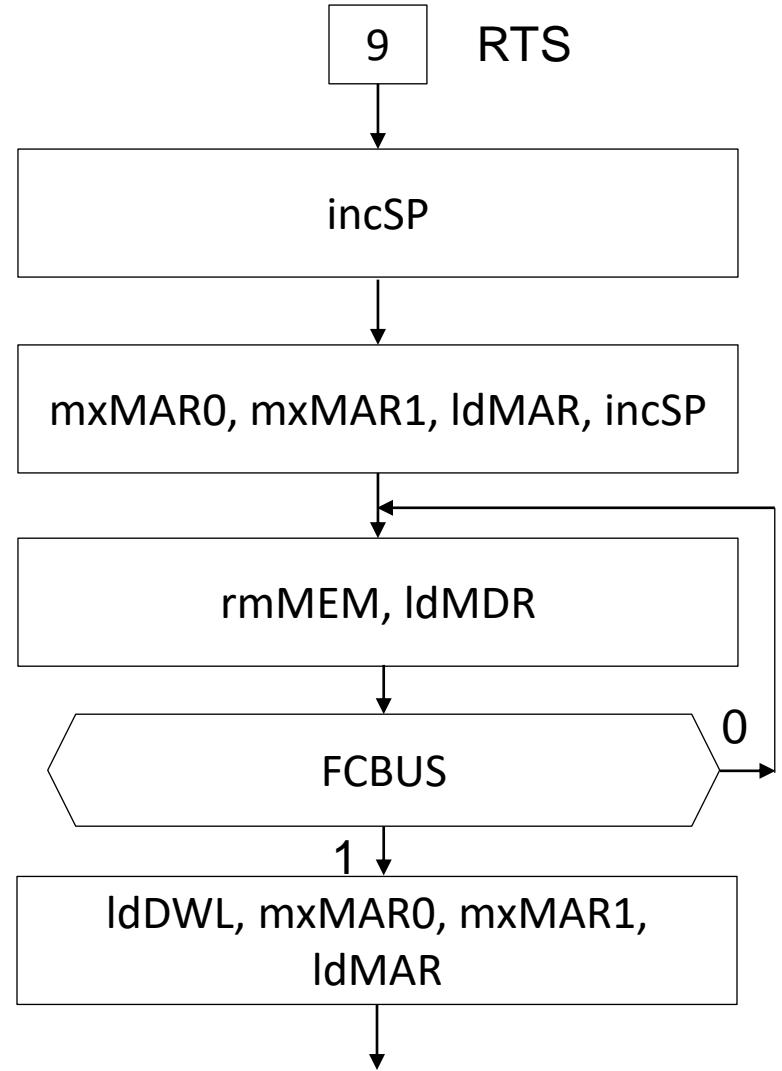 9 RTS
incSP
mxMAR0, mxMAR1, ldMAR, incSP
rmMEM, ldMDR
0
FCBUS
1
ldDWL, mxMAR0, mxMAR1,
ldMAR